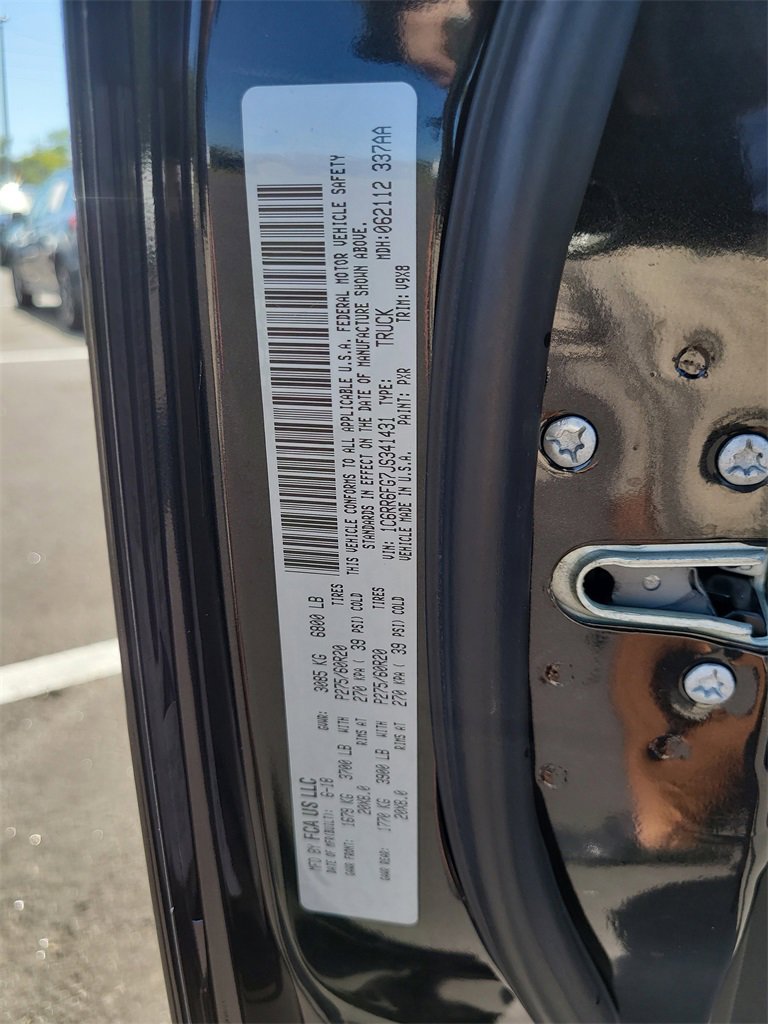 MFD BY FCA US LLC
DATE OF MFR(BUILT): 6-18 GVWR: 3085 KG 6800 LB
GAWR FRONT: 1679 KG 3700 LB WITH P275/60R20 TIRES
20X8.0 RIMS AT 270 KPA ( 39 PSI) COLD
GAWR REAR: 1770 KG 3900 LB WITH P275/60R20 TIRES
20X8.0 RIMS AT 270 KPA ( 39 PSI) COLD
THIS VEHICLE CONFORMS TO ALL APPLICABLE U.S.A. FEDERAL MOTOR VEHICLE SAFETY
STANDARDS IN EFFECT ON THE DATE OF MANUFACTURE SHOWN ABOVE.
VIN: 1C6RR6FG7JS341431 TYPE: TRUCK MDH:062112 337AA
VEHICLE MADE IN U.S.A. PAINT: PXR TRIM: V9X8